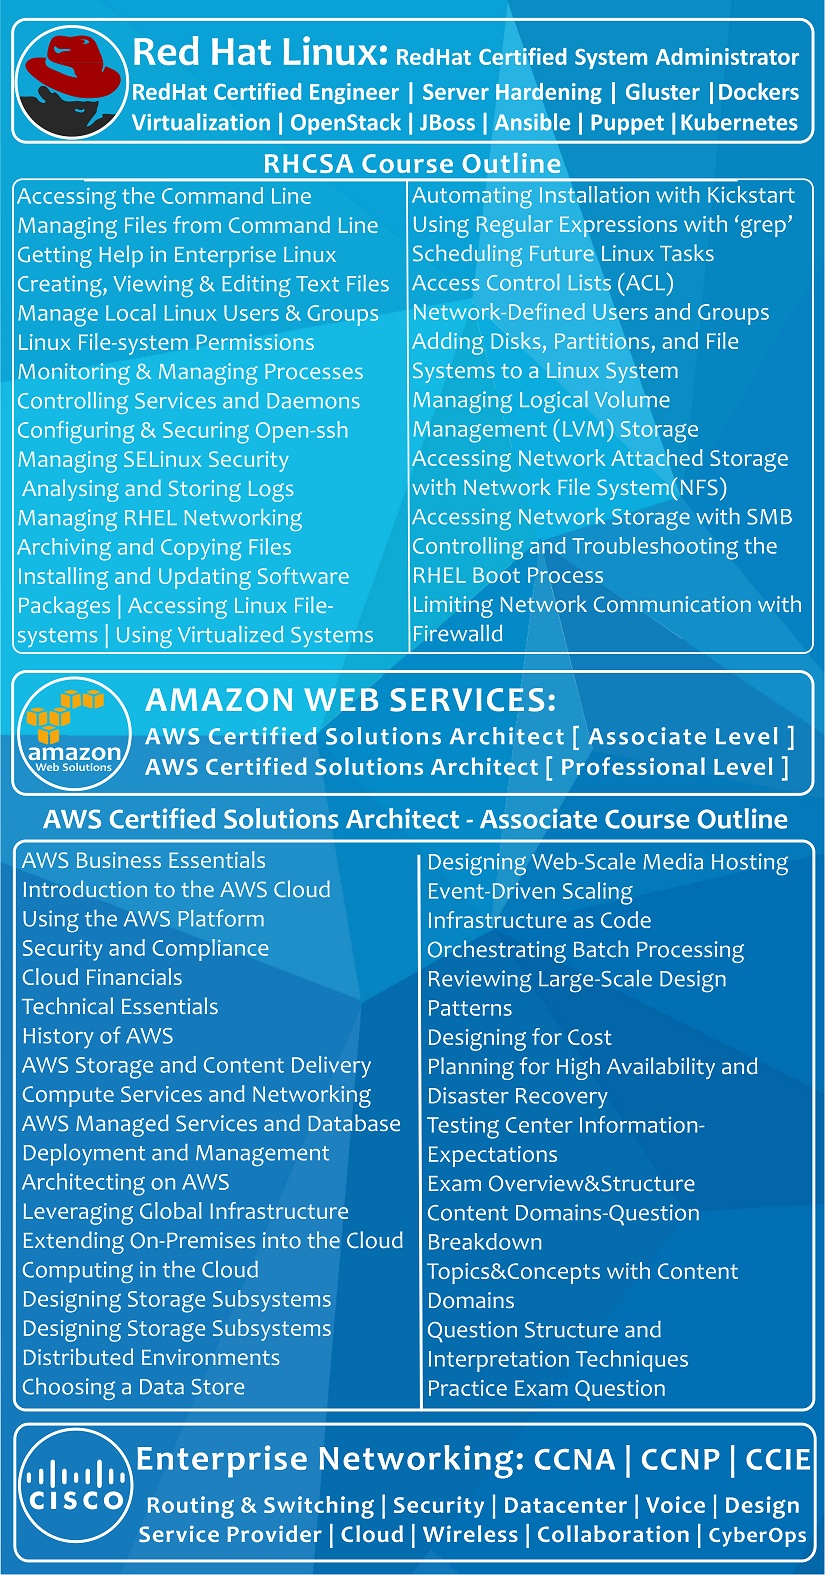 Red Hat Linux: RedHat Certified System Administrator
RedHat Certified Engineer | Server Hardening | Gluster |Dockers
Virtualization | OpenStack | JBoss | Ansible | Puppet |Kubernetes
RHCSA Course Outline
Accessing the Command Line
Managing Files from Command Line
Getting Help in Enterprise Linux
Creating, Viewing & Editing Text Files
Manage Local Linux Users & Groups
Linux File-system Permissions
Monitoring & Managing Processes
Controlling Services and Daemons
Configuring & Securing Open-ssh
Managing SELinux Security
Analysing and Storing Logs
Managing RHEL Networking
Archiving and Copying Files
Installing and Updating Software
Packages | Accessing Linux File-
systems | Using Virtualized Systems
Automating Installation with Kickstart
Using Regular Expressions with ‘grep’
Scheduling Future Linux Tasks
Access Control Lists (ACL)
Network-Defined Users and Groups
Adding Disks, Partitions, and File
Systems to a Linux System
Managing Logical Volume
Management (LVM) Storage
Accessing Network Attached Storage
with Network File System(NFS)
Accessing Network Storage with SMB
Controlling and Troubleshooting the
RHEL Boot Process
Limiting Network Communication with
Firewalld
amazon
Web Solutions
AMAZON WEB SERVICES:
AWS Certified Solutions Architect [ Associate Level ]
AWS Certified Solutions Architect [ Professional Level ]
AWS Certified Solutions Architect - Associate Course Outline
AWS Business Essentials
Introduction to the AWS Cloud
Using the AWS Platform
Security and Compliance
Cloud Financials
Technical Essentials
History of AWS
AWS Storage and Content Delivery
Compute Services and Networking
AWS Managed Services and Database
Deployment and Management
Architecting on AWS
Leveraging Global Infrastructure
Extending On-Premises into the Cloud
Computing in the Cloud
Designing Storage Subsystems
Designing Storage Subsystems
Distributed Environments
Choosing a Data Store
Designing Web-Scale Media Hosting
Event-Driven Scaling
Infrastructure as Code
Orchestrating Batch Processing
Reviewing Large-Scale Design
Patterns
Designing for Cost
Planning for High Availability and
Disaster Recovery
Testing Center Information-
Expectations
Exam Overview&Structure
Content Domains-Question
Breakdown
Topics&Concepts with Content
Domains
Question Structure and
Interpretation Techniques
Practice Exam Question
CISCO
Enterprise Networking: CCNA | CCNP | CCIE
Routing & Switching | Security | Datacenter | Voice | Design
Service Provider | Cloud | Wireless | Collaboration | CyberOps